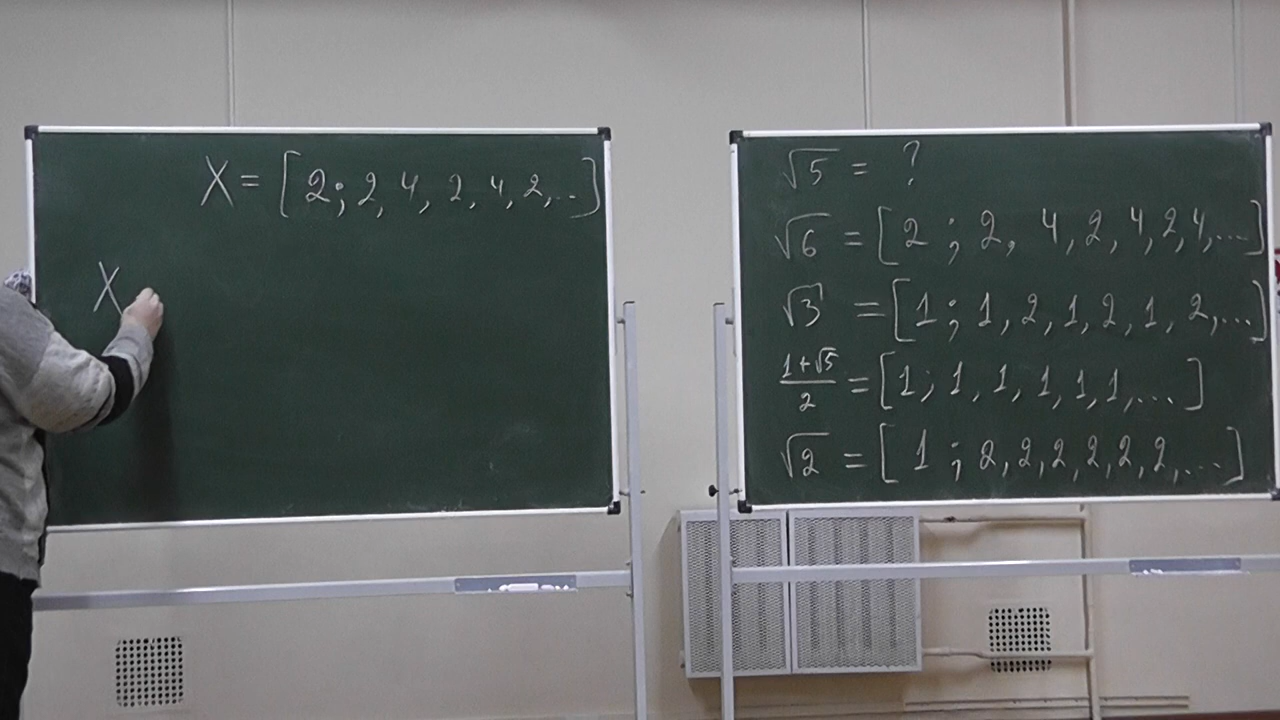 X = [2; 2, 4, 2, 4, 2, ...]
X
√5 = ?
√6 = [2; 2, 4, 2, 4, 2, 4, ...]
√3 = [1; 1, 2, 1, 2, 1, 2, ...]
(1+√5)/2 = [1; 1, 1, 1, 1, 1, ...]
√2 = [1; 2, 2, 2, 2, 2, 2, ...]